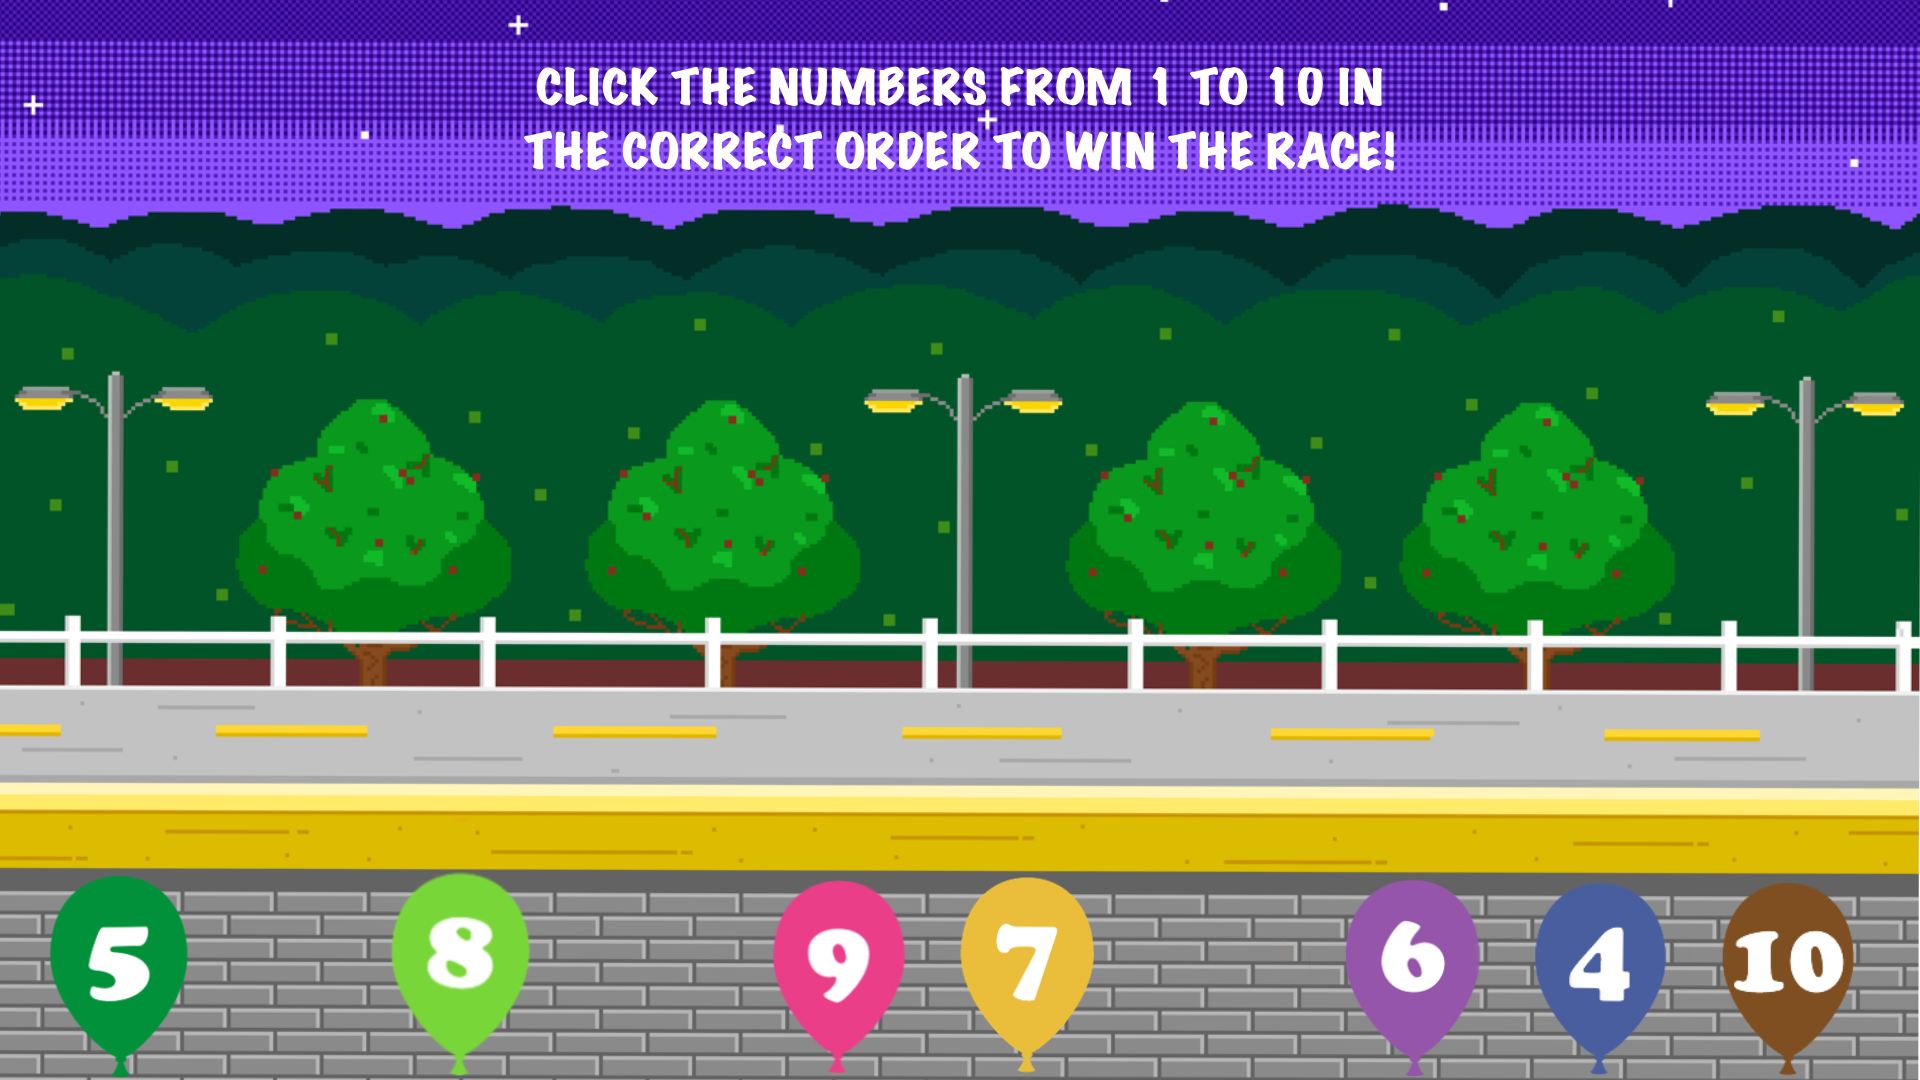 CLICK THE NUMBERS FROM 1 TO 10 IN
THE CORRECT ORDER TO WIN THE RACE!
5 8 9 7 6 4 10